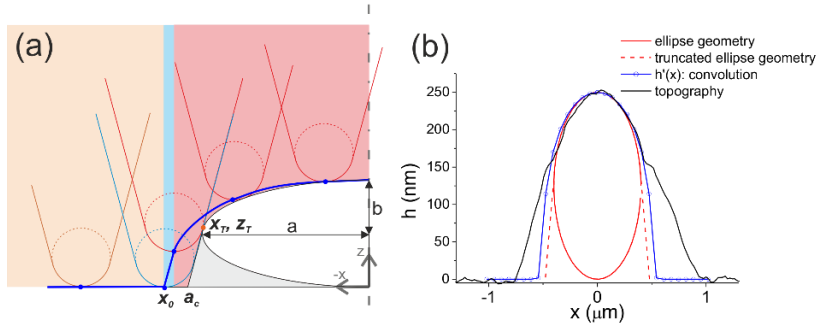 (a)
x_T, z_T
a
b
z
-x
x_0
a_c
(b)
ellipse geometry
truncated ellipse geometry
h'(x): convolution
topography
250
200
150
100
50
0
h (nm)
-1
0
1
x (μm)